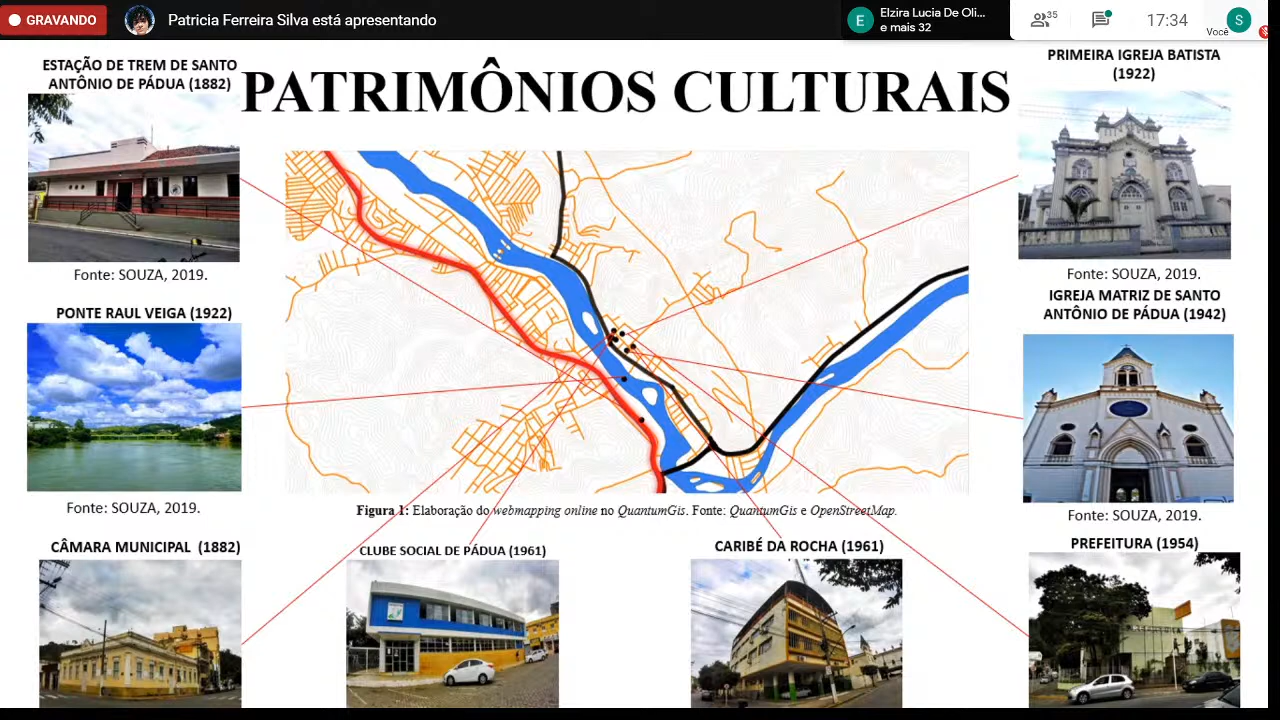 GRAVANDO
Patricia Ferreira Silva está apresentando
E
Elzira Lucia De Oli...
e mais 32
35
17:34
Você
S
PATRIMÔNIOS CULTURAIS
ESTAÇÃO DE TREM DE SANTO
ANTÔNIO DE PÁDUA (1882)
Fonte: SOUZA, 2019.
PRIMEIRA IGREJA BATISTA
(1922)
Fonte: SOUZA, 2019.
PONTE RAUL VEIGA (1922)
Fonte: SOUZA, 2019.
IGREJA MATRIZ DE SANTO
ANTÔNIO DE PÁDUA (1942)
Fonte: SOUZA, 2019.
Figura 1: Elaboração do webmapping online no QuantumGis. Fonte: QuantumGis e OpenStreetMap.
CÂMARA MUNICIPAL (1882)
CLUBE SOCIAL DE PÁDUA (1961)
CARIBÉ DA ROCHA (1961)
PREFEITURA (1954)